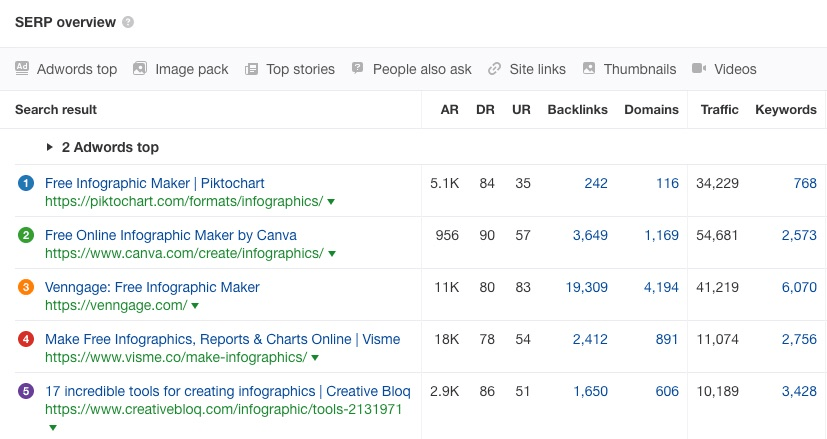 SERP overview ?
Ad Adwords top Image pack Top stories ? People also ask Site links Thumbnails Videos
Search result AR DR UR Backlinks Domains Traffic Keywords
2 Adwords top
1 Free Infographic Maker | Piktochart 5.1K 84 35 242 116 34,229 768
https://piktochart.com/formats/infographics/
2 Free Online Infographic Maker by Canva 956 90 57 3,649 1,169 54,681 2,573
https://www.canva.com/create/infographics/
3 Venngage: Free Infographic Maker 11K 80 83 19,309 4,194 41,219 6,070
https://venngage.com/
4 Make Free Infographics, Reports & Charts Online | Visme 18K 78 54 2,412 891 11,074 2,756
https://www.visme.co/make-infographics/
5 17 incredible tools for creating infographics | Creative Bloq 2.9K 86 51 1,650 606 10,189 3,428
https://www.creativebloq.com/infographic/tools-2131971